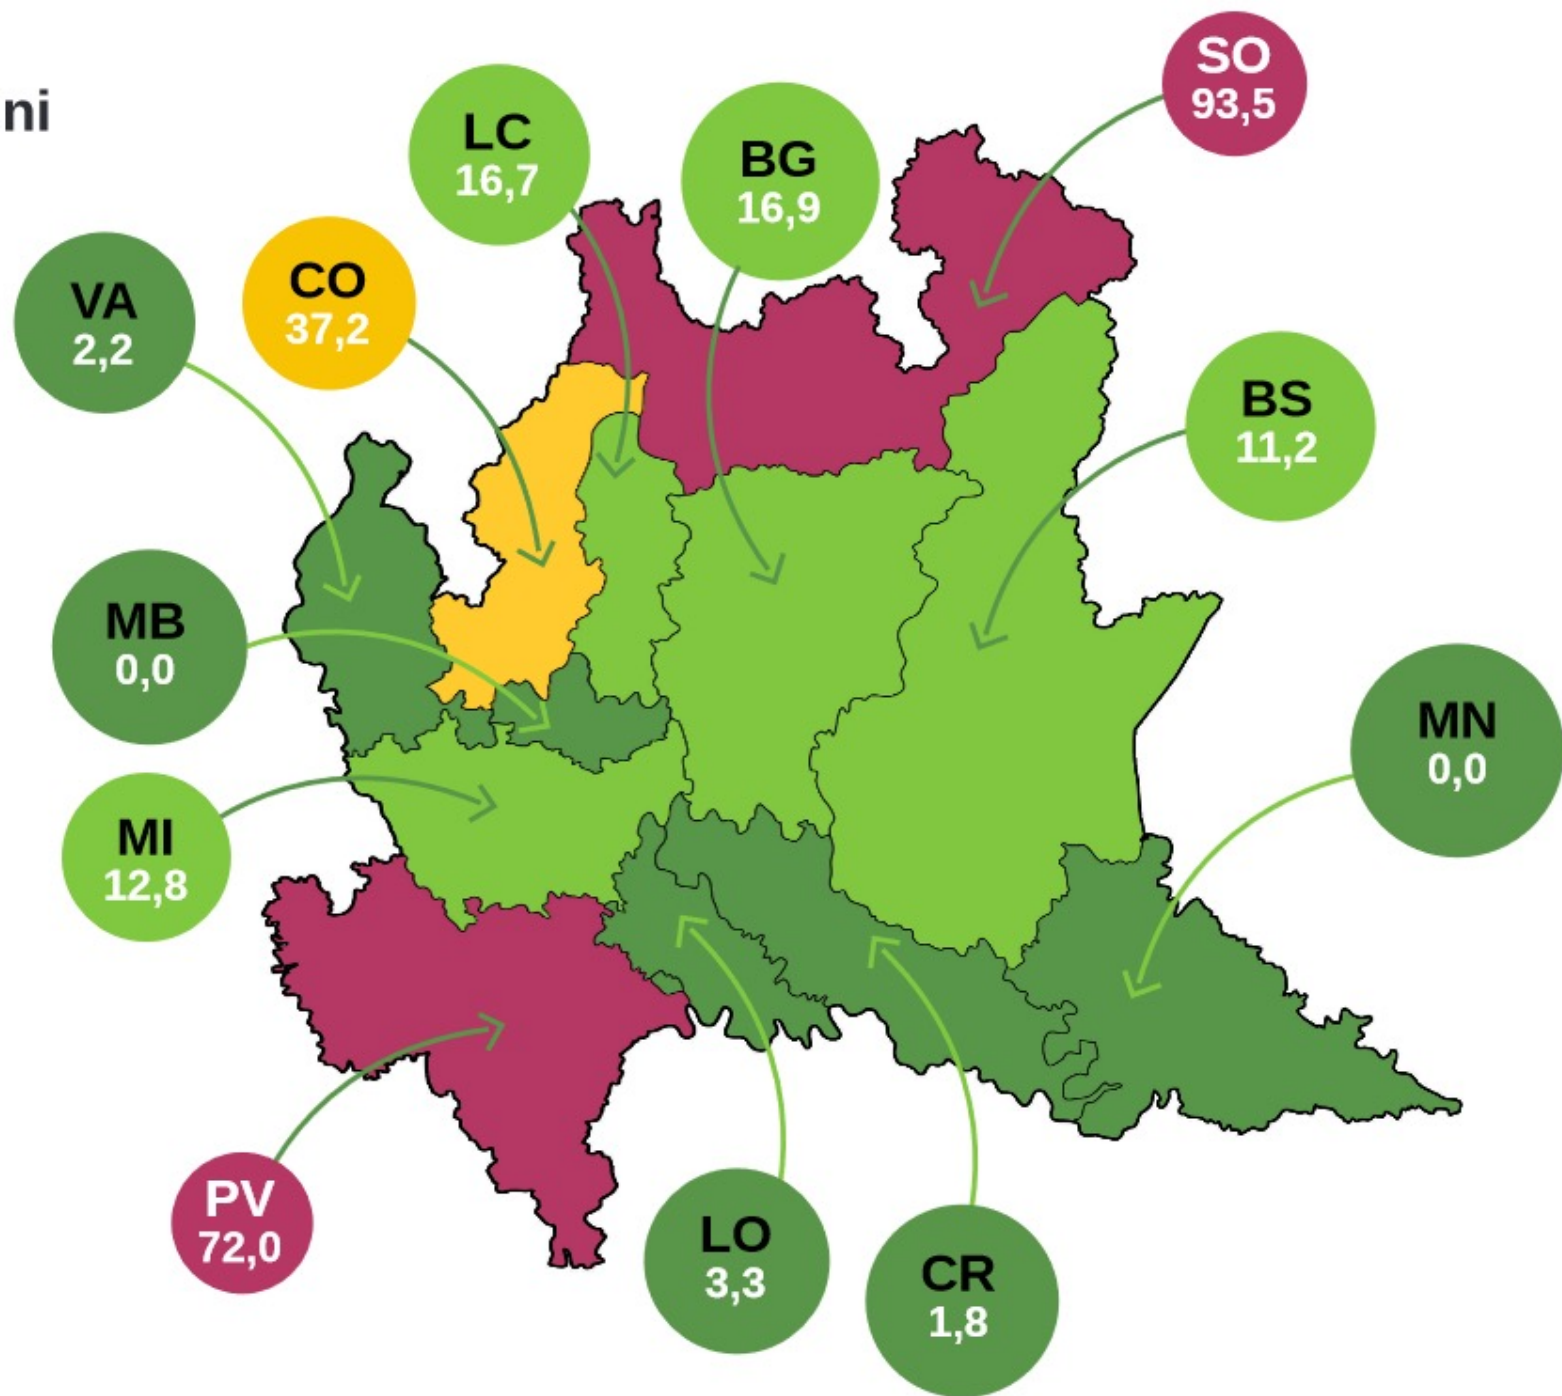 ni
SO
93,5
LC
16,7
BG
16,9
VA
2,2
CO
37,2
BS
11,2
MB
0,0
MN
0,0
MI
12,8
PV
72,0
LO
3,3
CR
1,8